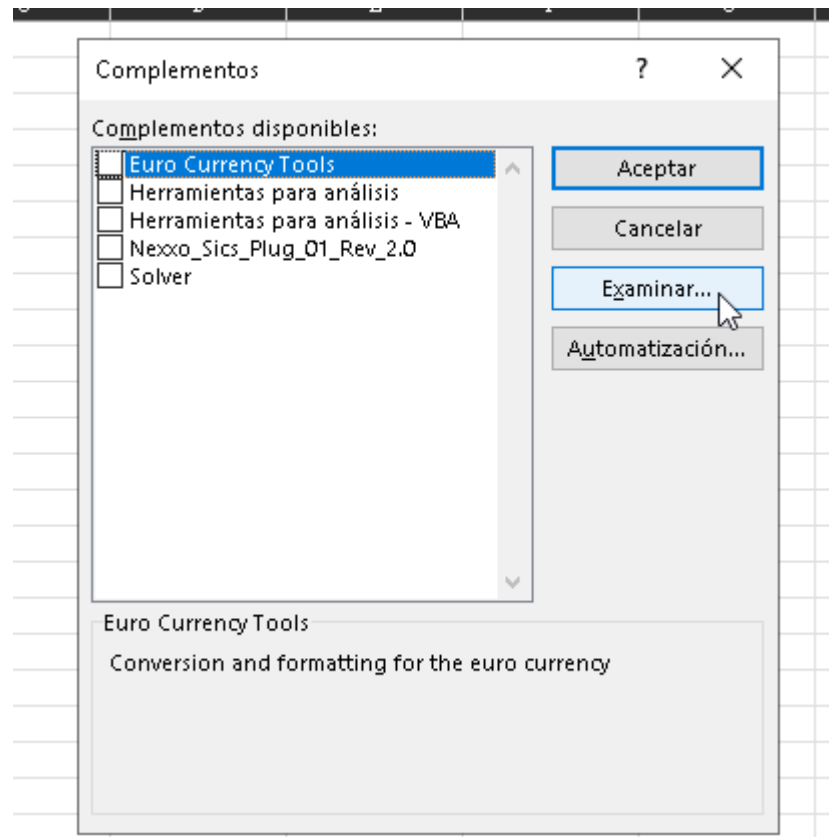 Complementos
?
Complementos disponibles:
Euro Currency Tools
Herramientas para análisis
Herramientas para análisis - VBA
Nexxo_Sics_Plug_01_Rev_2.0
Solver
Aceptar
Cancelar
Examinar...
Automatización...
Euro Currency Tools
Conversion and formatting for the euro currency